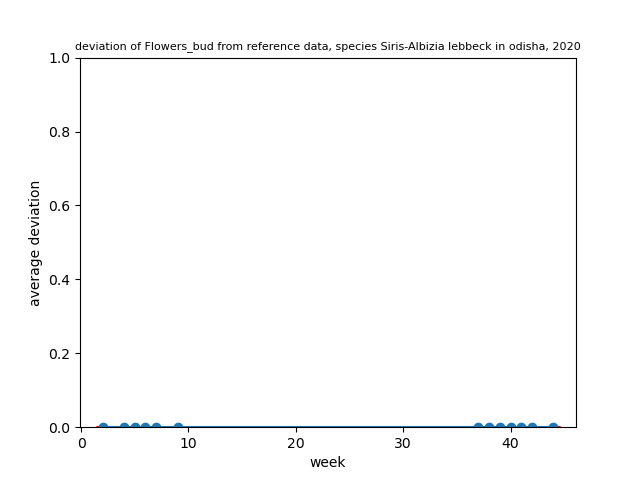 deviation of Flowers_bud from reference data, species Siris-Albizia lebbeck in odisha, 2020
1.0
0.8
0.6
0.4
0.2
0.0
average deviation
0 10 20 30 40
week